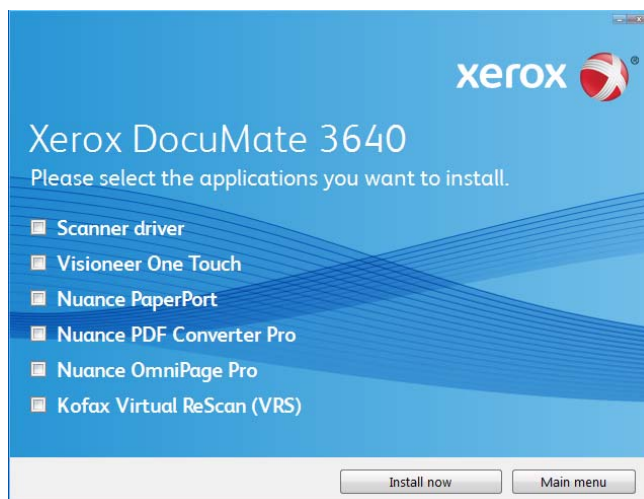 xerox ®
Xerox DocuMate 3640
Please select the applications you want to install.
Scanner driver
Visioneer One Touch
Nuance PaperPort
Nuance PDF Converter Pro
Nuance OmniPage Pro
Kofax Virtual ReScan (VRS)
Install now Main menu